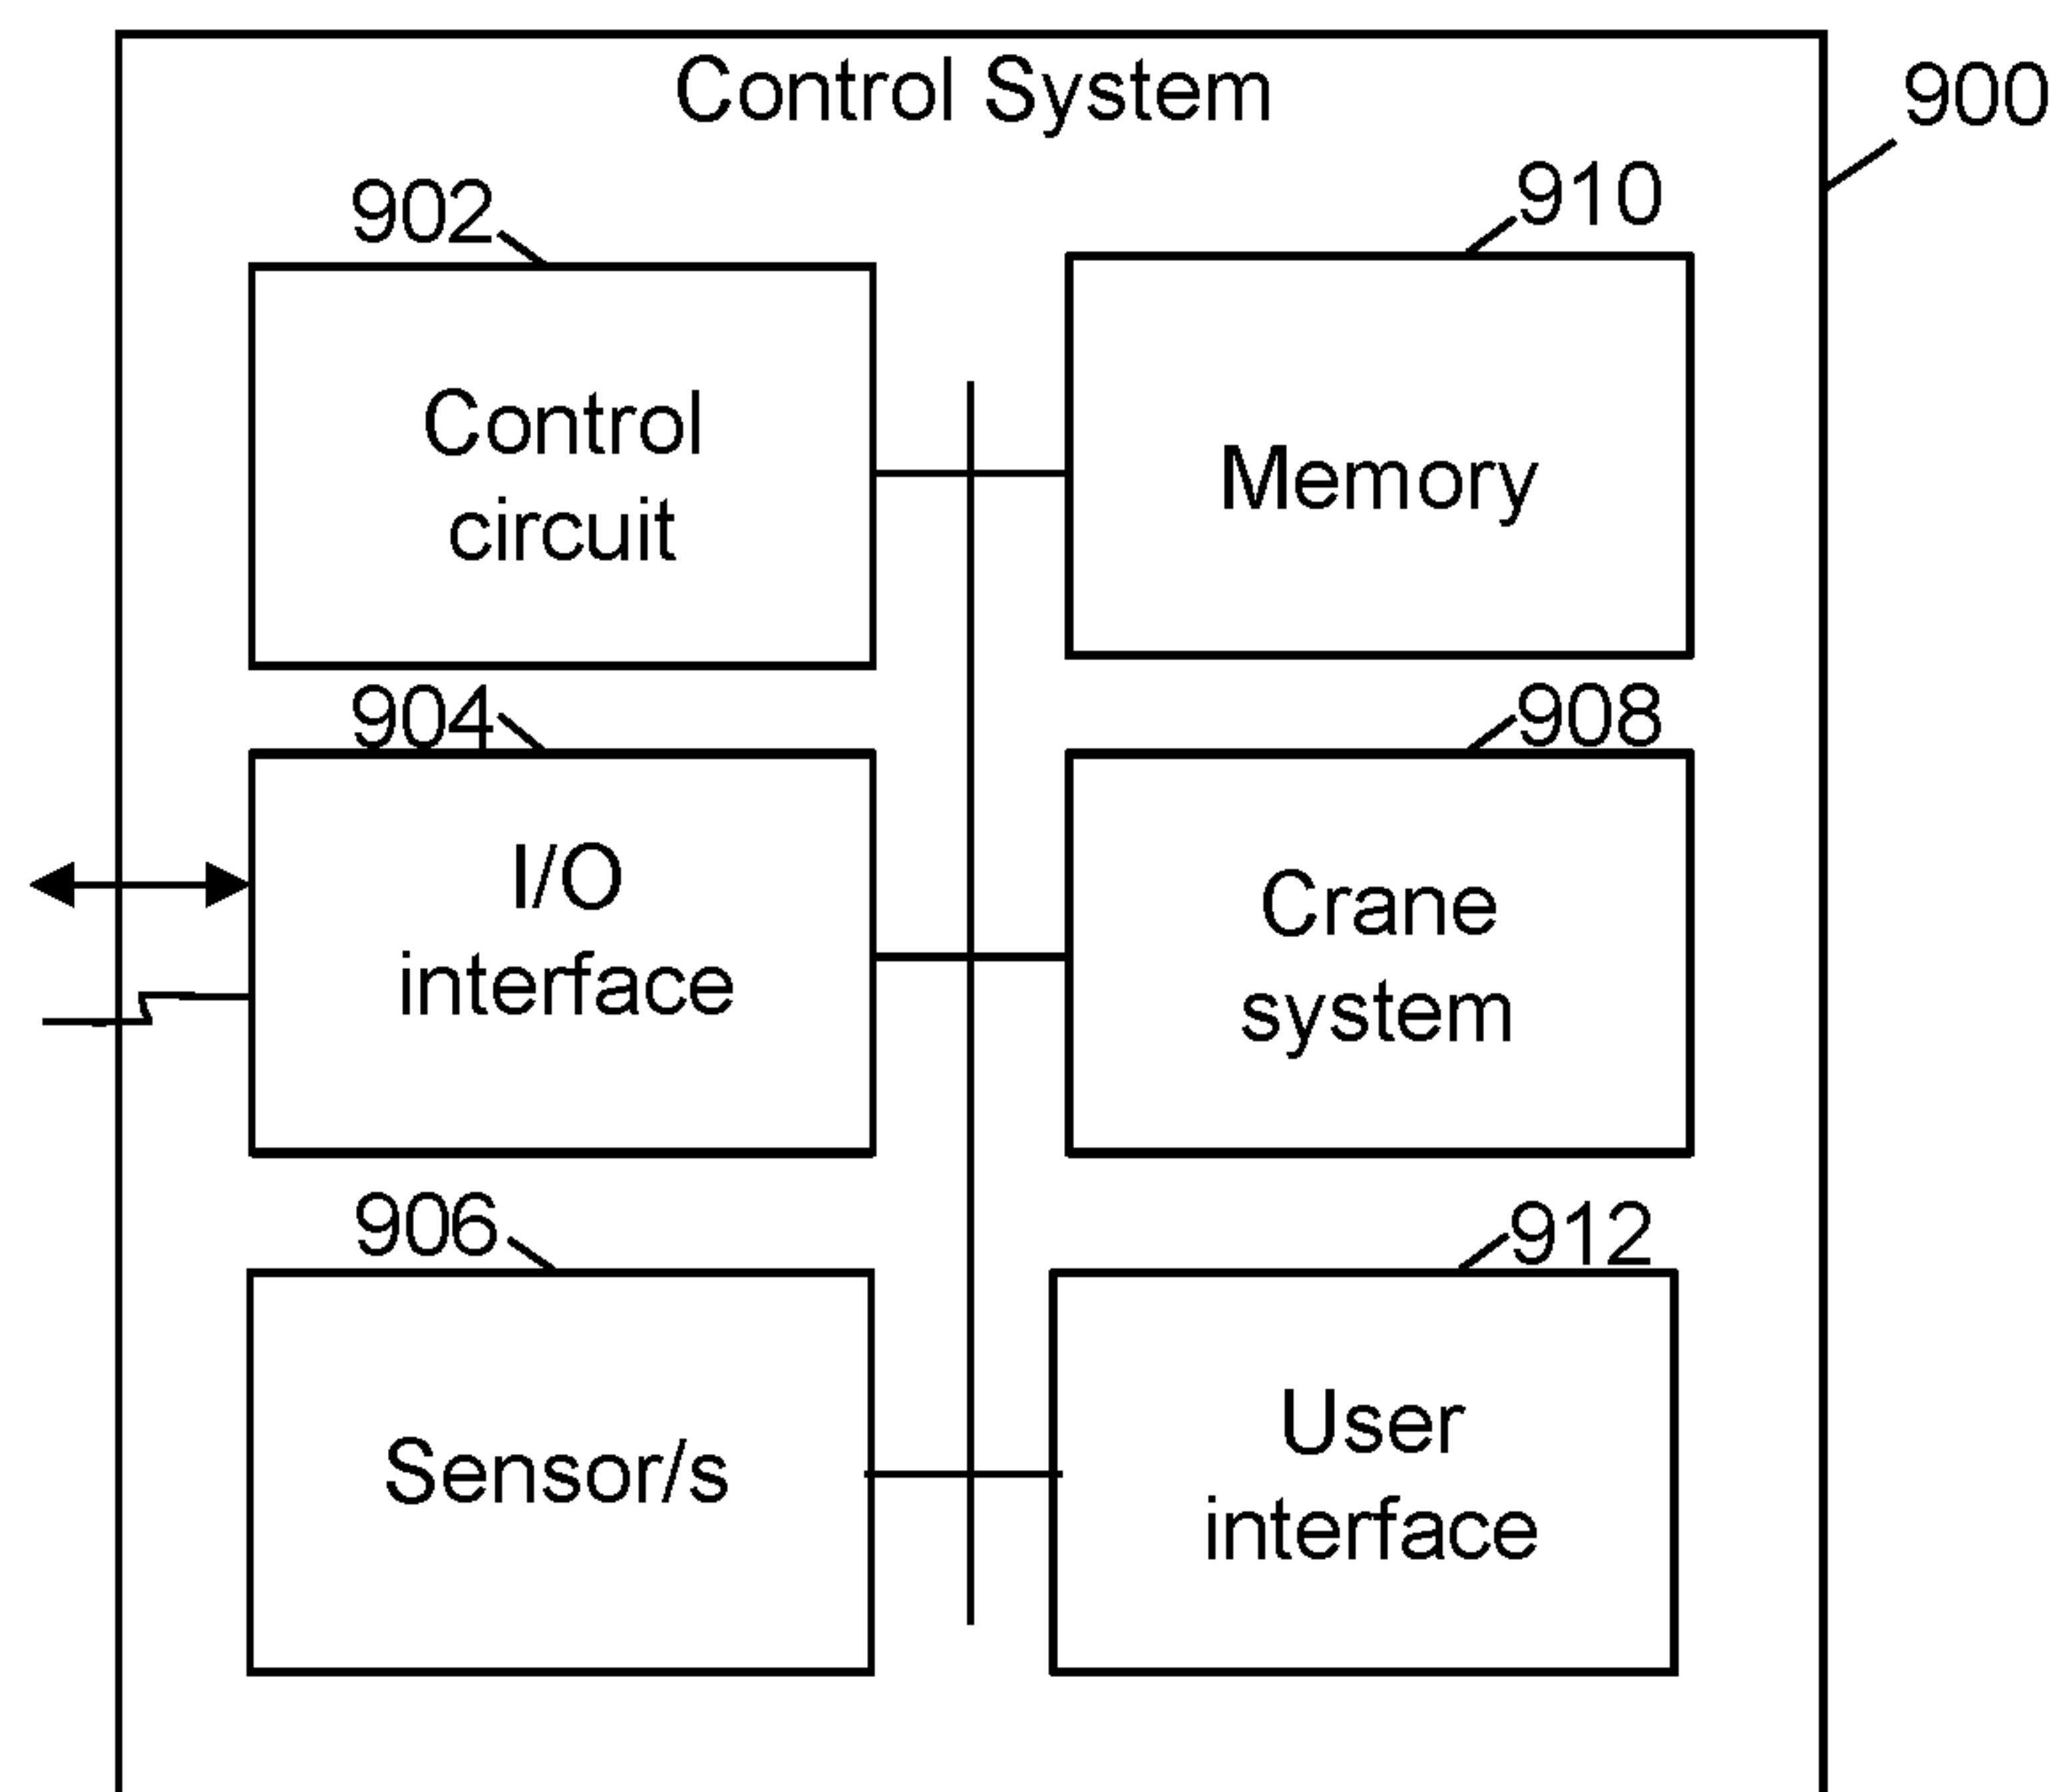 Control System
900
902
910
Control
circuit
Memory
904
908
I/O
interface
Crane
system
906
912
Sensor/s
User
interface